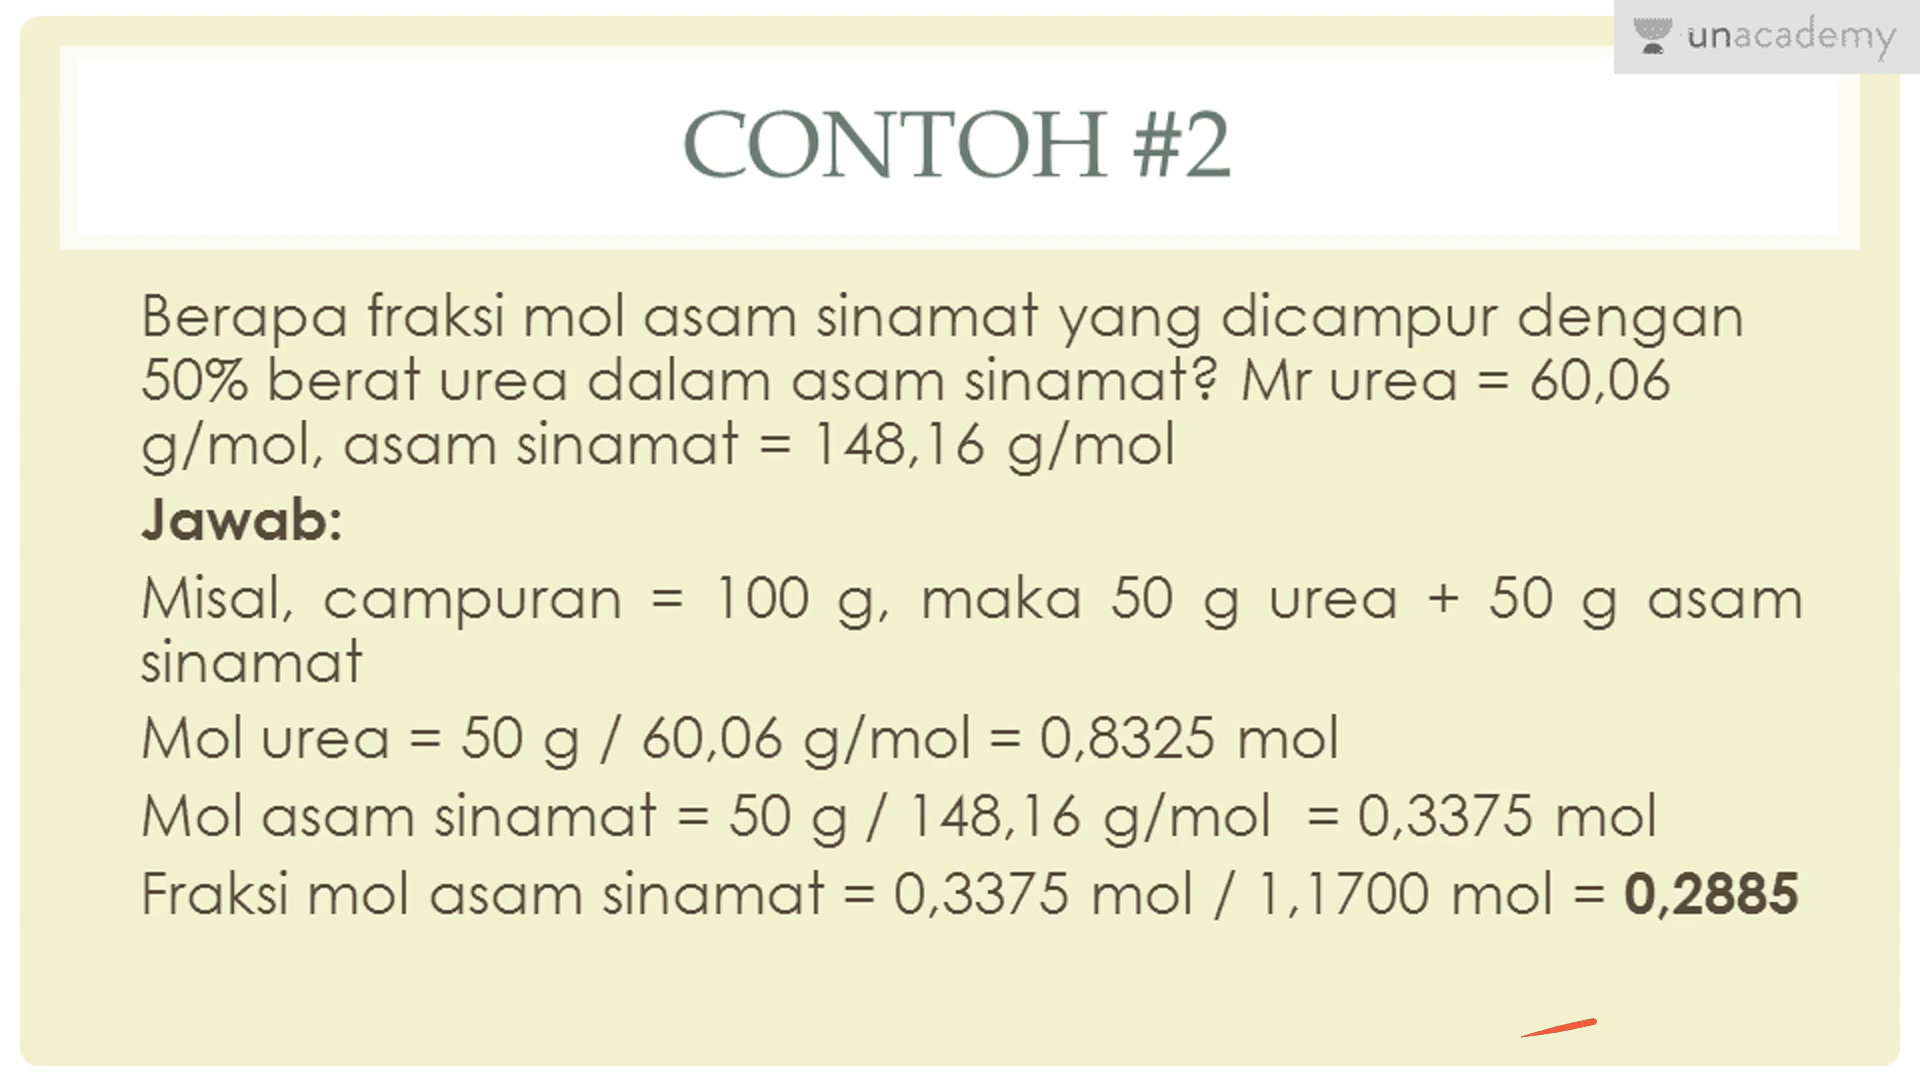 unacademy
CONTOH #2
Berapa fraksi mol asam sinamat yang dicampur dengan
50% berat urea dalam asam sinamat? Mr urea = 60,06
g/mol, asam sinamat = 148,16 g/mol
Jawab:
Misal, campuran = 100 g, maka 50 g urea + 50 g asam
sinamat
Mol urea = 50 g / 60,06 g/mol = 0,8325 mol
Mol asam sinamat = 50 g / 148,16 g/mol = 0,3375 mol
Fraksi mol asam sinamat = 0,3375 mol / 1,1700 mol = 0,2885